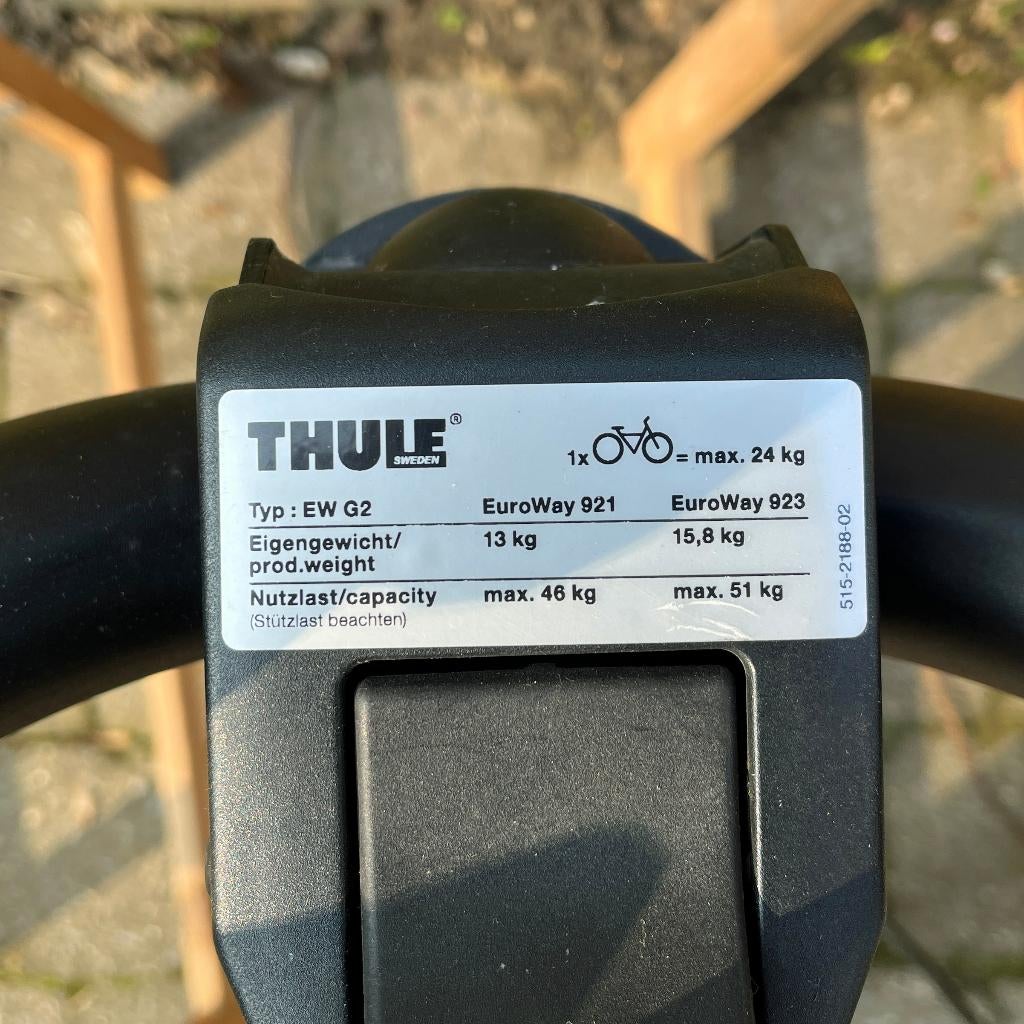 THULE®
SWEDEN
1x = max. 24 kg
Typ : EW G2 EuroWay 921 EuroWay 923
Eigengewicht/ 13 kg 15,8 kg
prod.weight
Nutzlast/capacity max. 46 kg max. 51 kg
(Stützlast beachten)
515-2188-02